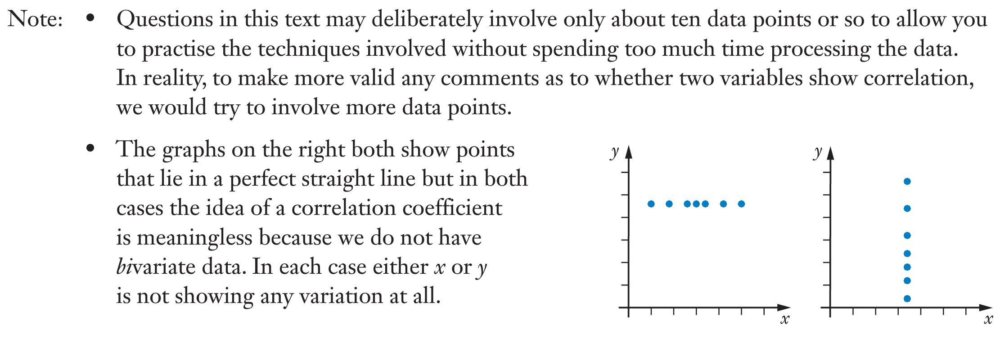 Note: • Questions in this text may deliberately involve only about ten data points or so to allow you
to practise the techniques involved without spending too much time processing the data.
In reality, to make more valid any comments as to whether two variables show correlation,
we would try to involve more data points.
• The graphs on the right both show points
that lie in a perfect straight line but in both
cases the idea of a correlation coefficient
is meaningless because we do not have
bivariate data. In each case either x or y
is not showing any variation at all.
y
x
y
x